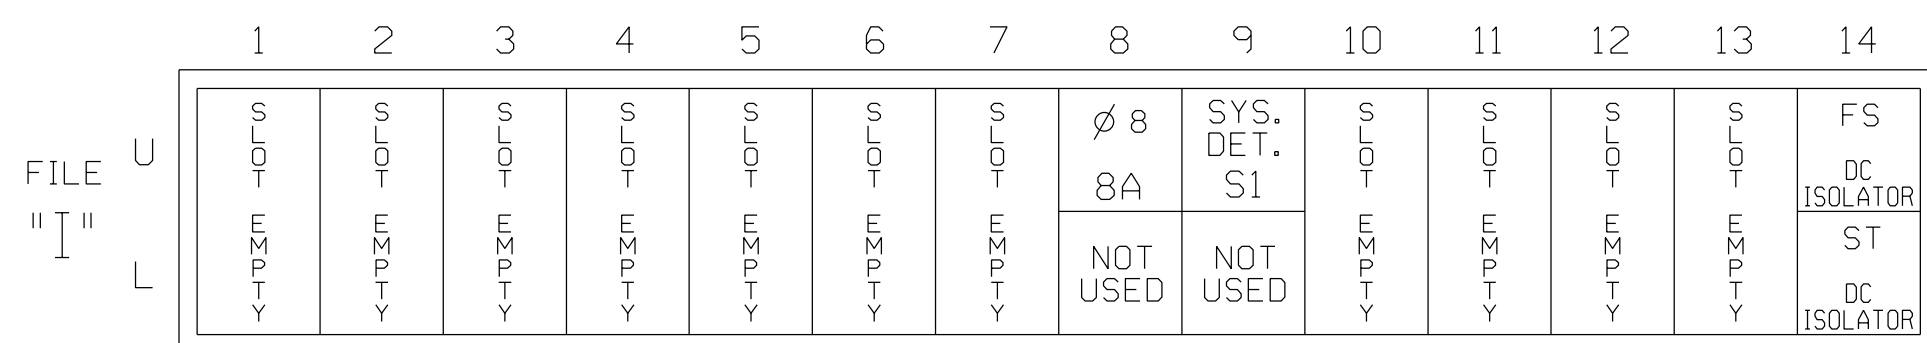 1 2 3 4 5 6 7 8 9 10 11 12 13 14
FILE
"I"
U
L
SLOT EMPTY
SLOT EMPTY
SLOT EMPTY
SLOT EMPTY
SLOT EMPTY
SLOT EMPTY
SLOT EMPTY
Ø 8
8A
NOT
USED
SYS.
DET.
S1
NOT
USED
SLOT EMPTY
SLOT EMPTY
SLOT EMPTY
SLOT EMPTY
FS
DC
ISOLATOR
ST
DC
ISOLATOR